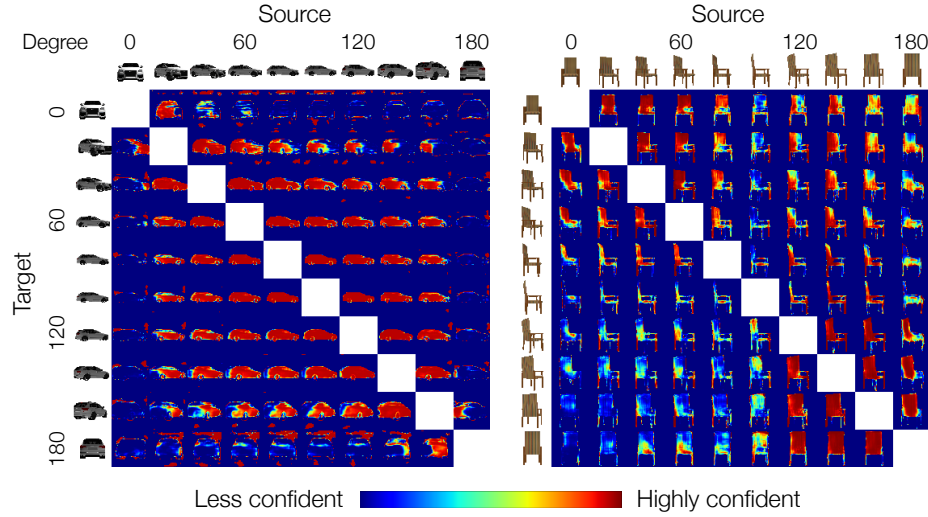 Source
Source
Degree 0 60 120 180
0 60 120 180
Target
0
60
120
180
Less confident
Highly confident